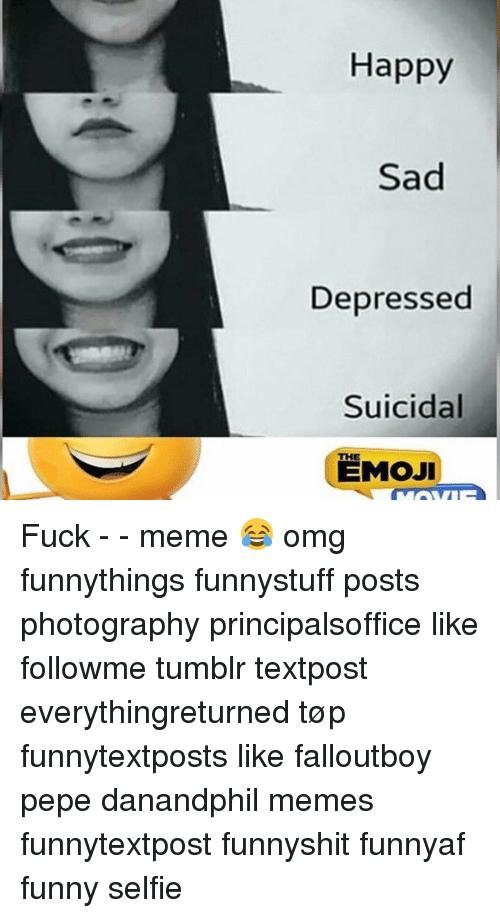 Happy
Sad
Depressed
Suicidal
THE
EMOJI
MOVIE
Fuck - - meme 😂 omg
funnythings funnystuff posts
photography principalsoffice like
followme tumblr textpost
everythingreturned tøp
funnytextposts like falloutboy
pepe danandphil memes
funnytextpost funnyshit funnyaf
funny selfie